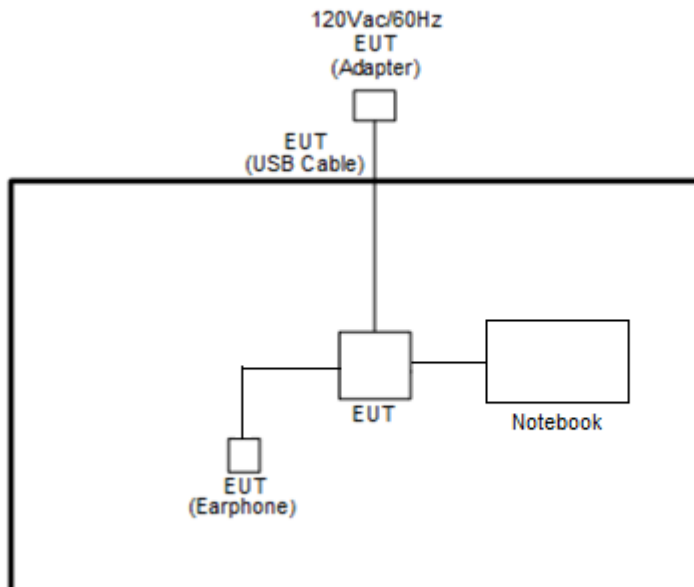 120Vac/60Hz
EUT
(Adapter)
EUT
(USB Cable)
EUT
Notebook
EUT
(Earphone)